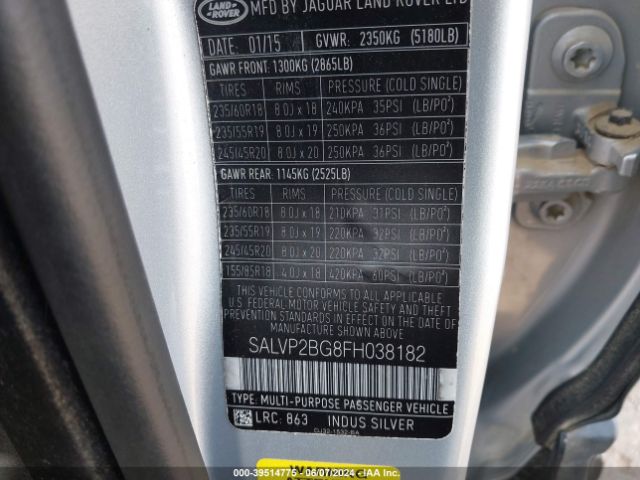 LAND ROVER
MFD BY JAGUAR LAND ROVER LTD
DATE: 01/15 GVWR: 2350KG (5180LB)
GAWR FRONT: 1300KG (2865LB)
TIRES RIMS PRESSURE (COLD SINGLE)
235/60R18 8.0J x 18 240KPA 35PSI (LB/PO²)
235/55R19 8.0J x 19 250KPA 36PSI (LB/PO²)
245/45R20 8.0J x 20 250KPA 36PSI (LB/PO²)
GAWR REAR: 1145KG (2525LB)
TIRES RIMS PRESSURE (COLD SINGLE)
235/60R18 8.0J x 18 210KPA 31PSI (LB/PO²)
235/55R19 8.0J x 19 220KPA 32PSI (LB/PO²)
245/45R20 8.0J x 20 220KPA 32PSI (LB/PO²)
155/85R18 4.0J x 18 420KPA 60PSI (LB/PO²)
THIS VEHICLE CONFORMS TO ALL APPLICABLE
U.S. FEDERAL MOTOR VEHICLE SAFETY AND THEFT
PREVENTION STANDARDS IN EFFECT ON THE DATE OF
MANUFACTURE SHOWN ABOVE.
SALVP2BG8FH038182
TYPE: MULTI-PURPOSE PASSENGER VEHICLE
LRC: 863 INDUS SILVER
IAA 00 - 39514775 - 06/07/2024 - IAA 00